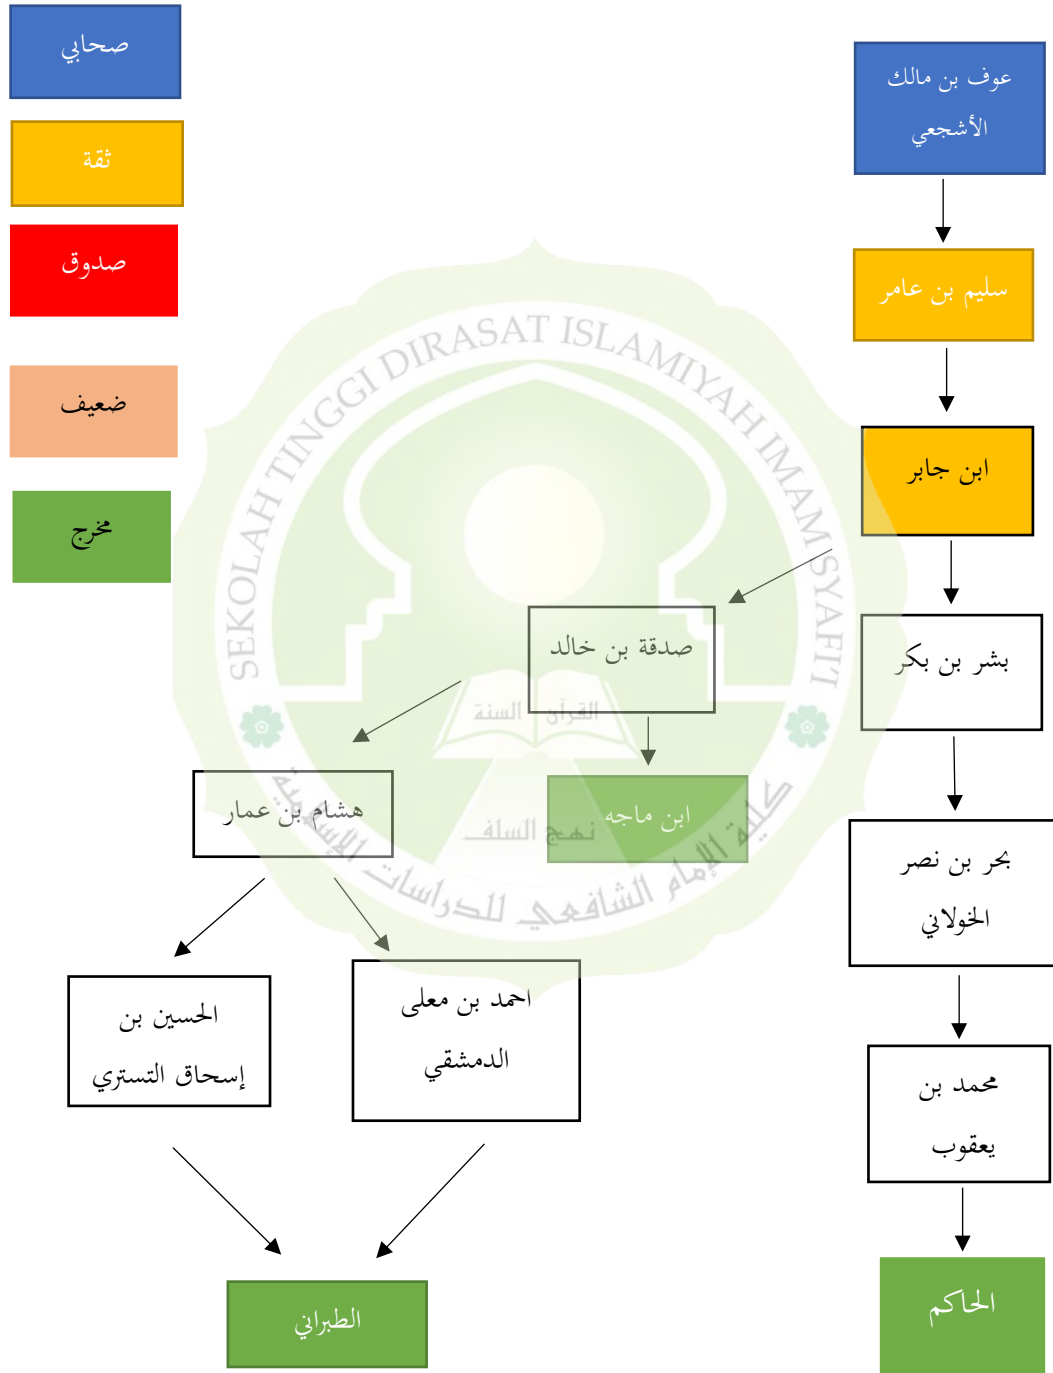 صحابي
ثقة
صدوق
ضعيف
مخرج
عوف بن مالك
الأشجعي
سليم بن عامر
ابن جابر
صدقة بن خالد
بشر بن بكر
هشام بن عمار
ابن ماجه
بحر بن نصر
الخولاني
الحسين بن
إسحاق التستري
احمد بن معلى
الدمشقي
محمد بن
يعقوب
الطبراني
الحاكم
SEKOLAH TINGGI DIRASAT ISLAMIYAH IMAM SYAFI'I
القرآن السنة
نهج السلف
كلية الإمام الشافعي للدراسات الإسلامية